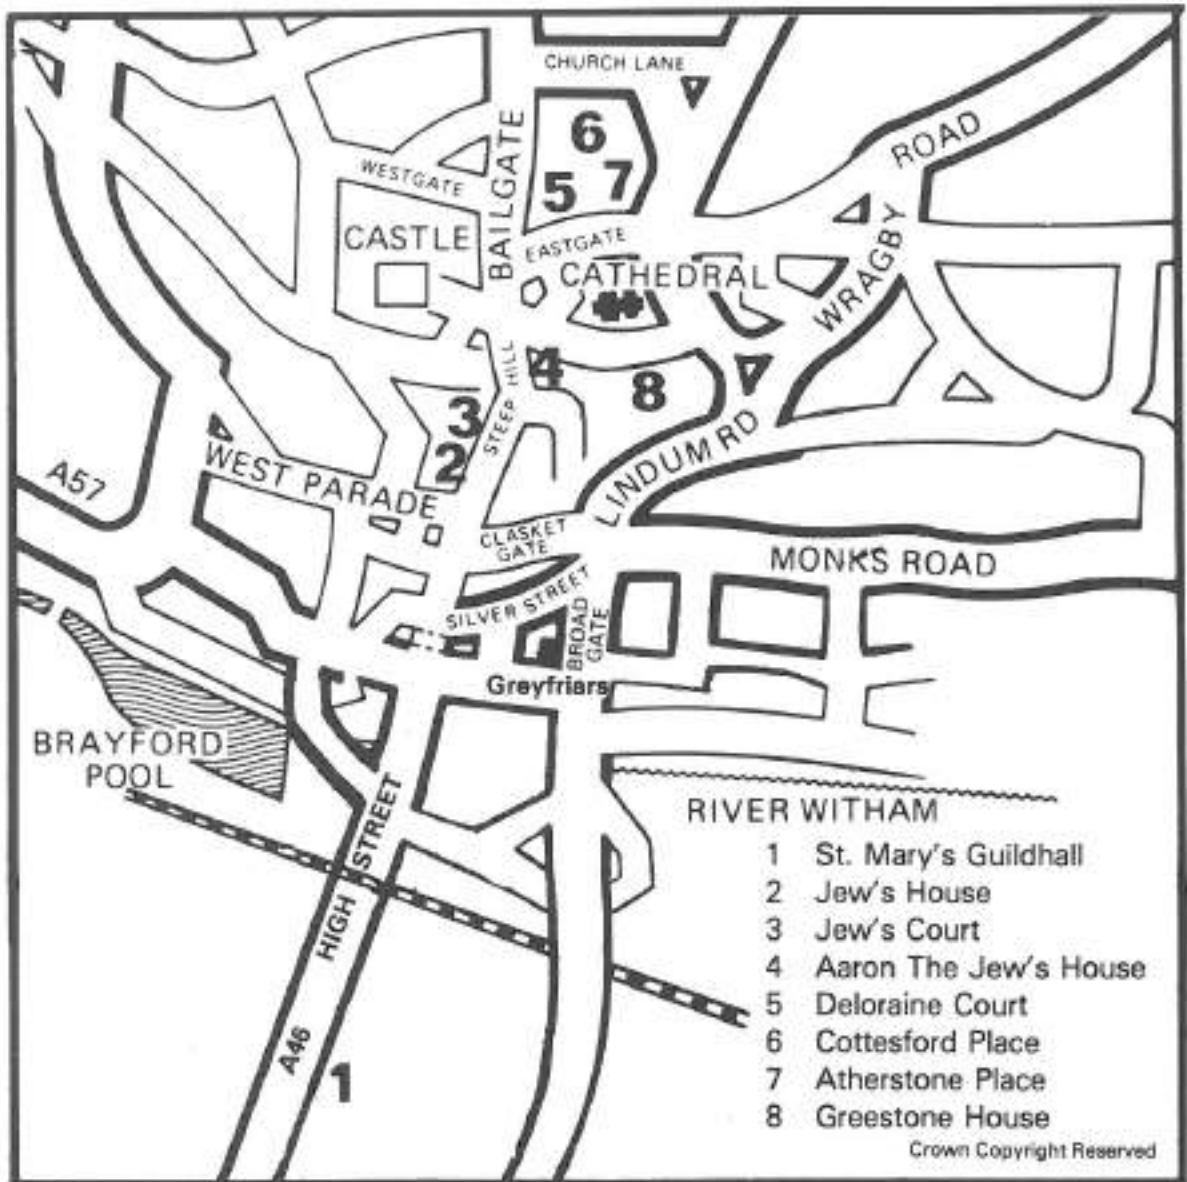 CHURCH LANE
6
ROAD
BAILGATE
WESTGATE
5
7
WRAGBY
CASTLE
EASTGATE
CATHEDRAL
STEEP HILL
4
8
3
2
LINDUM RD
A57
WEST PARADE
CLASKET
GATE
MONKS ROAD
SILVER STREET
BROAD
GATE
Greyfriars
BRAYFORD
POOL
HIGH STREET
A46
1
RIVER WITHAM
1 St. Mary's Guildhall
2 Jew's House
3 Jew's Court
4 Aaron The Jew's House
5 Deloraine Court
6 Cottesford Place
7 Atherstone Place
8 Greestone House
Crown Copyright Reserved